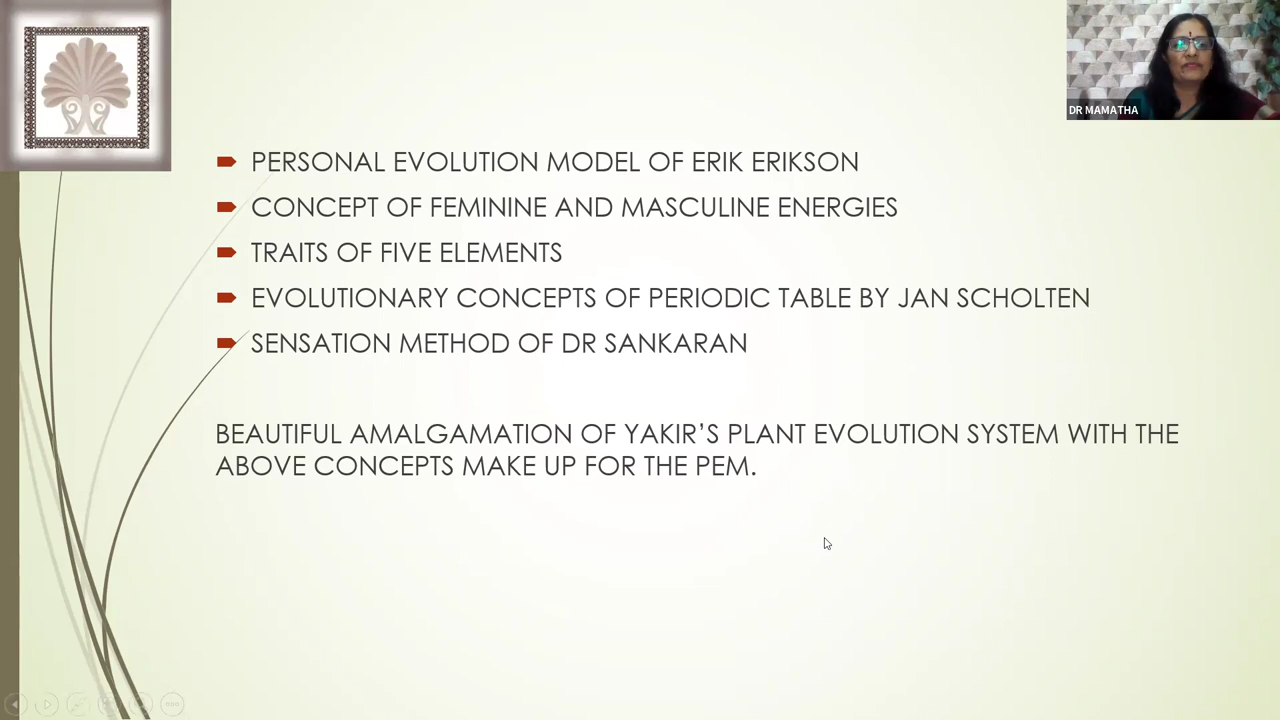 DR MAMATHA
PERSONAL EVOLUTION MODEL OF ERIK ERIKSON
CONCEPT OF FEMININE AND MASCULINE ENERGIES
TRAITS OF FIVE ELEMENTS
EVOLUTIONARY CONCEPTS OF PERIODIC TABLE BY JAN SCHOLTEN
SENSATION METHOD OF DR SANKARAN
BEAUTIFUL AMALGAMATION OF YAKIR’S PLANT EVOLUTION SYSTEM WITH THE
ABOVE CONCEPTS MAKE UP FOR THE PEM.